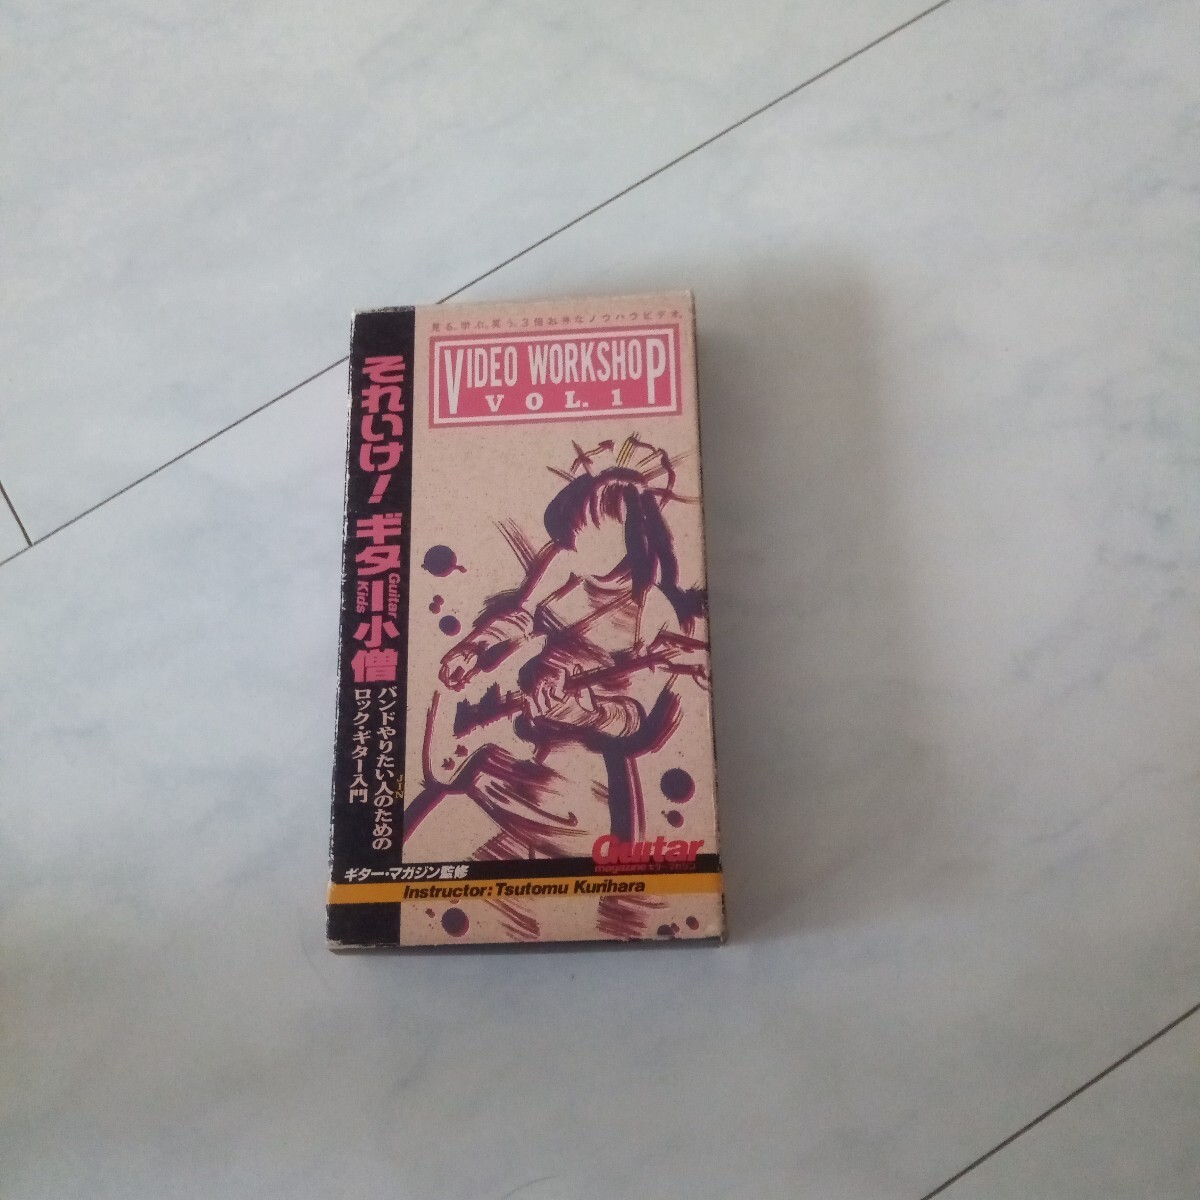 見る、学ぶ、笑う、3倍お得なノウハウビデオ。
VIDEO WORKSHOP
VOL. 1
それいけ!ギター小僧
Guitar
Kids
バンドやりたい人のための
JIN
ロック・ギター入門
Guitar
magazine
ギター・マガジン監修
Instructor: Tsutomu Kurihara